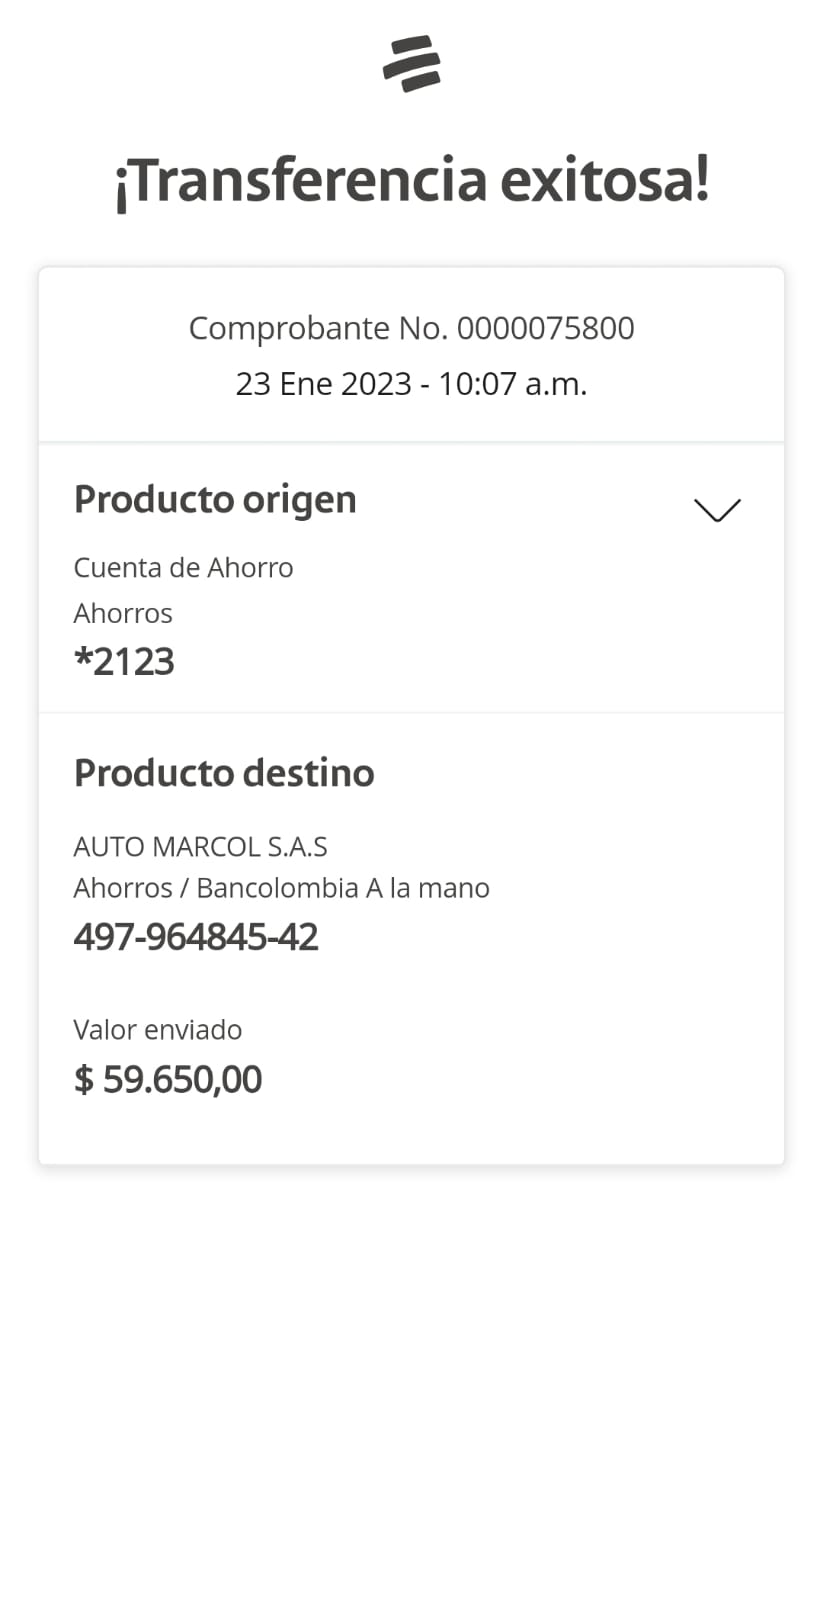 ¡Transferencia exitosa!
Comprobante No. 0000075800
23 Ene 2023 - 10:07 a.m.
Producto origen
Cuenta de Ahorro
Ahorros
*2123
Producto destino
AUTO MARCOL S.A.S
Ahorros / Bancolombia A la mano
497-964845-42
Valor enviado
$ 59.650,00